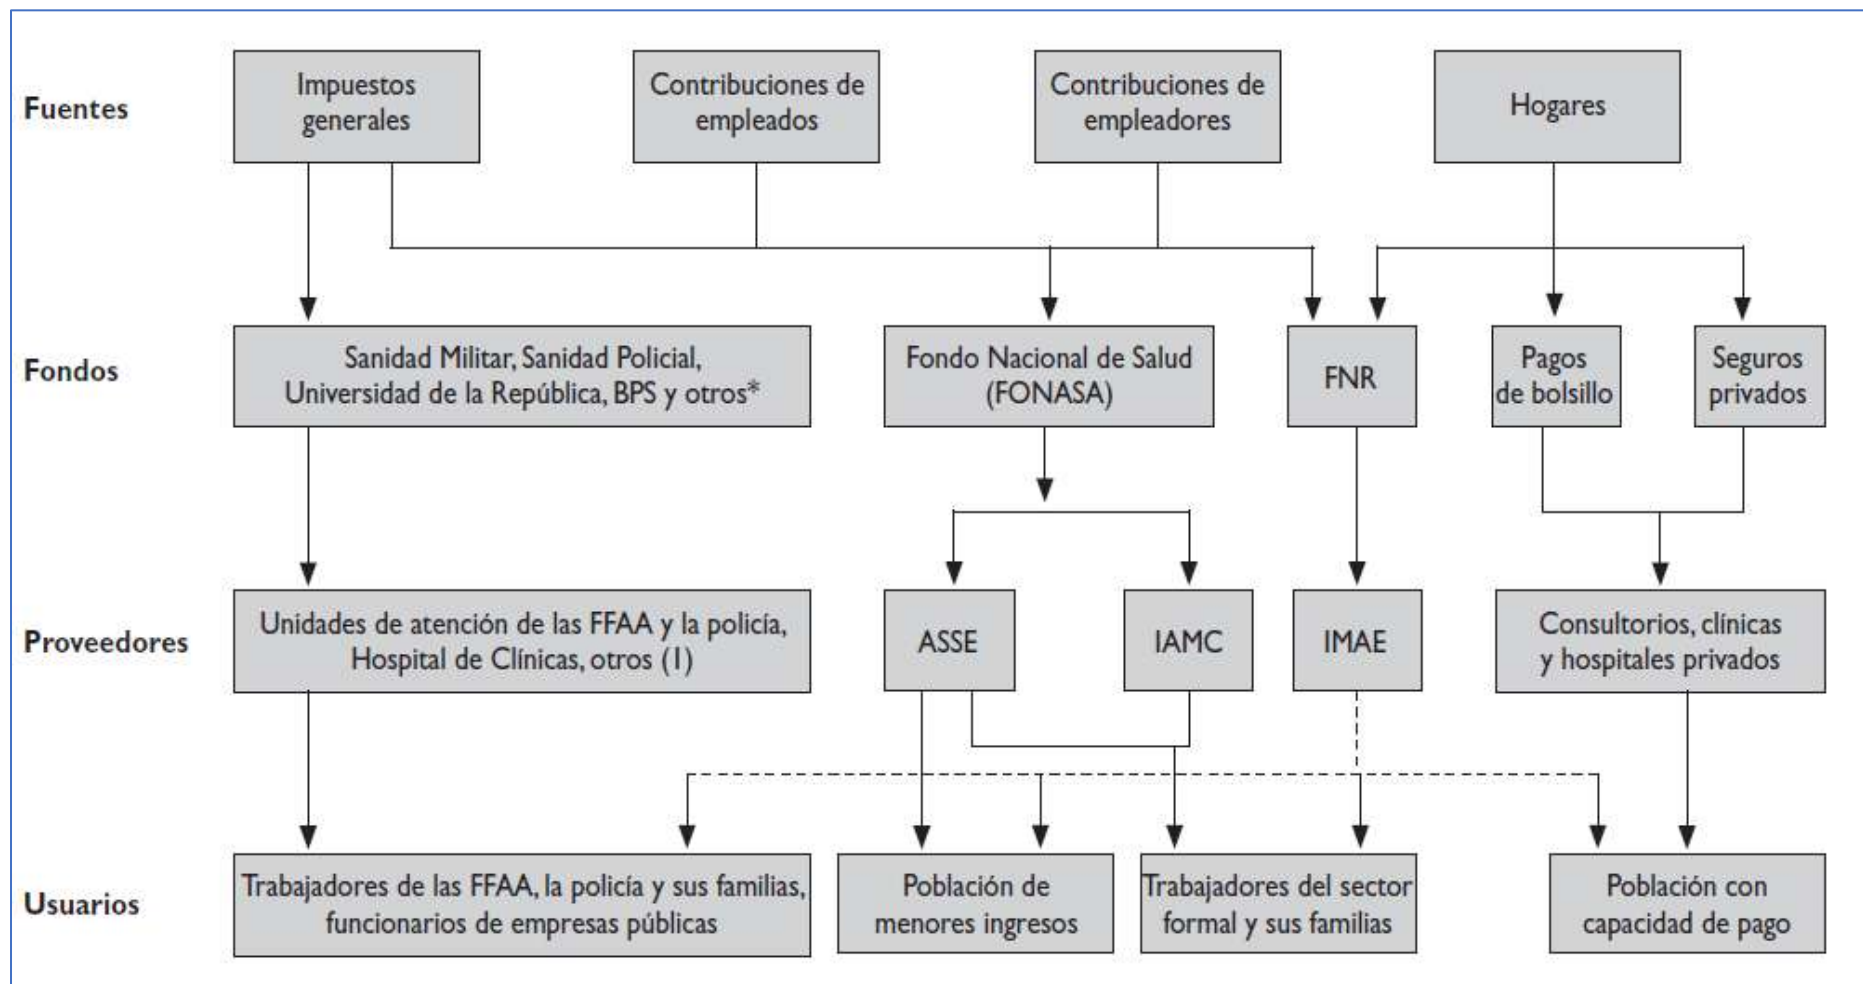 Fuentes
Impuestos
generales
Contribuciones de
empleados
Contribuciones de
empleadores
Hogares
Fondos
Sanidad Militar, Sanidad Policial,
Universidad de la República, BPS y otros*
Fondo Nacional de Salud
(FONASA)
FNR
Pagos
de bolsillo
Seguros
privados
Proveedores
Unidades de atención de las FFAA y la policía,
Hospital de Clínicas, otros (1)
ASSE
IAMC
IMAE
Consultorios, clínicas
y hospitales privados
Usuarios
Trabajadores de las FFAA, la policía y sus familias,
funcionarios de empresas públicas
Población de
menores ingresos
Trabajadores del sector
formal y sus familias
Población con
capacidad de pago